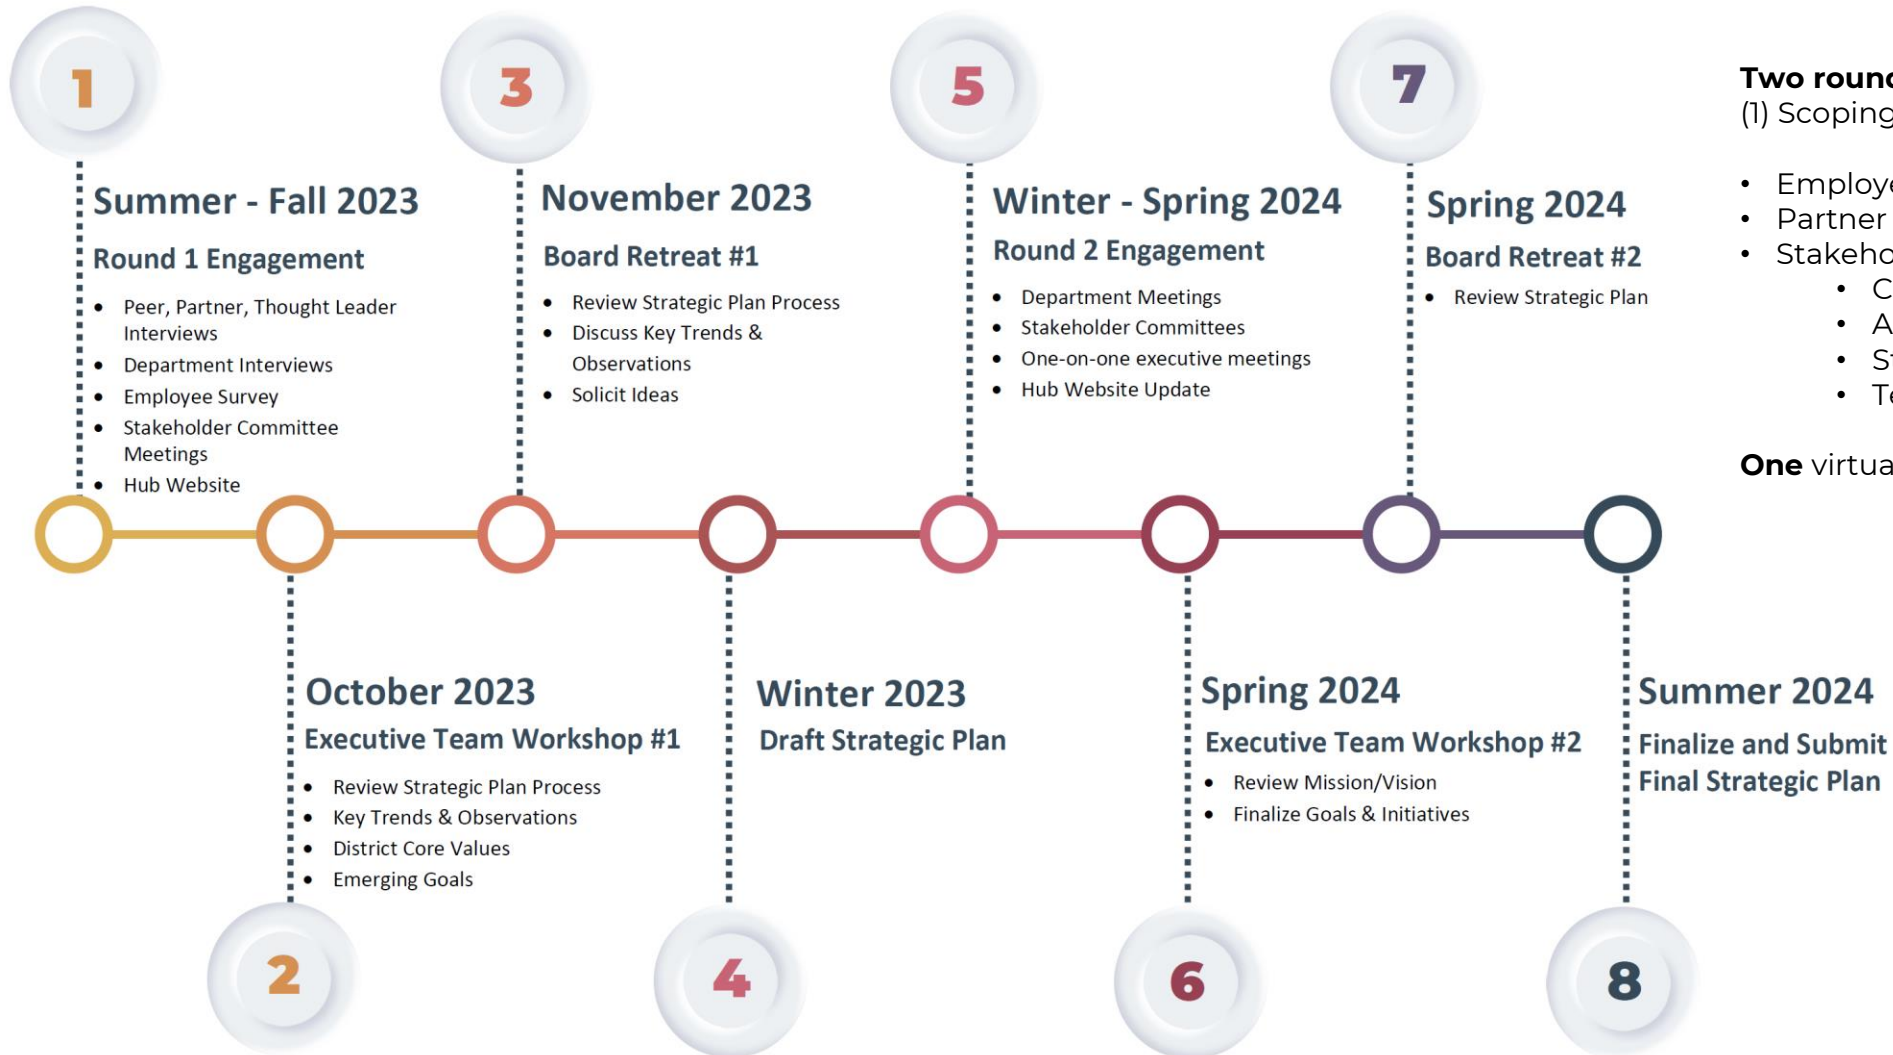 1
Summer - Fall 2023
Round 1 Engagement
• Peer, Partner, Thought Leader
Interviews
• Department Interviews
• Employee Survey
• Stakeholder Committee
Meetings
• Hub Website
2
October 2023
Executive Team Workshop #1
• Review Strategic Plan Process
• Key Trends & Observations
• District Core Values
• Emerging Goals
3
November 2023
Board Retreat #1
• Review Strategic Plan Process
• Discuss Key Trends &
Observations
• Solicit Ideas
4
Winter 2023
Draft Strategic Plan
5
Winter - Spring 2024
Round 2 Engagement
• Department Meetings
• Stakeholder Committees
• One-on-one executive meetings
• Hub Website Update
6
Spring 2024
Executive Team Workshop #2
• Review Mission/Vision
• Finalize Goals & Initiatives
7
Spring 2024
Board Retreat #2
• Review Strategic Plan
8
Summer 2024
Finalize and Submit
Final Strategic Plan
Two
(1) Scoping
• Partner
One